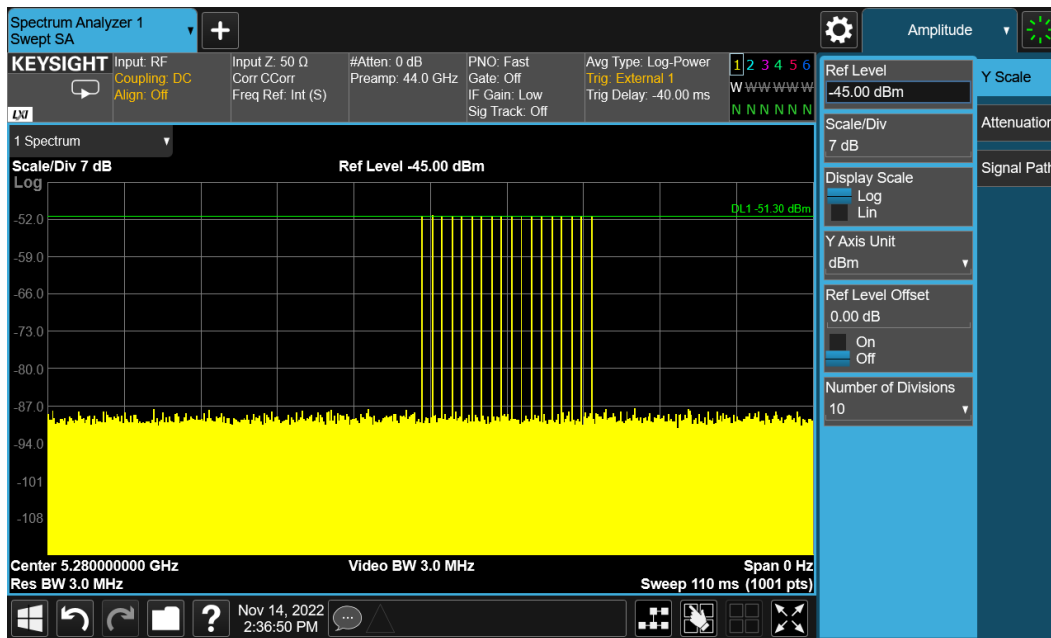 Spectrum Analyzer 1
Swept SA
Amplitude
KEYSIGHT
Input: RF
Coupling: DC
Align: Off
Input Z: 50 Ω
Corr CCorr
Freq Ref: Int (S)
#Atten: 0 dB
Preamp: 44.0 GHz
PNO: Fast
Gate: Off
IF Gain: Low
Sig Track: Off
Avg Type: Log-Power
Trig: External 1
Trig Delay: -40.00 ms
1 2 3 4 5 6
W W W W W W
N N N N N N
LXI
1 Spectrum
Scale/Div 7 dB
Ref Level -45.00 dBm
Log
DL1 -51.30 dBm
-52.0
-59.0
-66.0
-73.0
-80.0
-87.0
-94.0
-101
-108
Center 5.280000000 GHz
Video BW 3.0 MHz
Span 0 Hz
Res BW 3.0 MHz
Sweep 110 ms (1001 pts)
Ref Level
-45.00 dBm
Scale/Div
7 dB
Display Scale
Log
Lin
Y Axis Unit
dBm
Ref Level Offset
0.00 dB
On
Off
Number of Divisions
10
Y Scale
Attenuation
Signal Path
?
Nov 14, 2022
2:36:50 PM